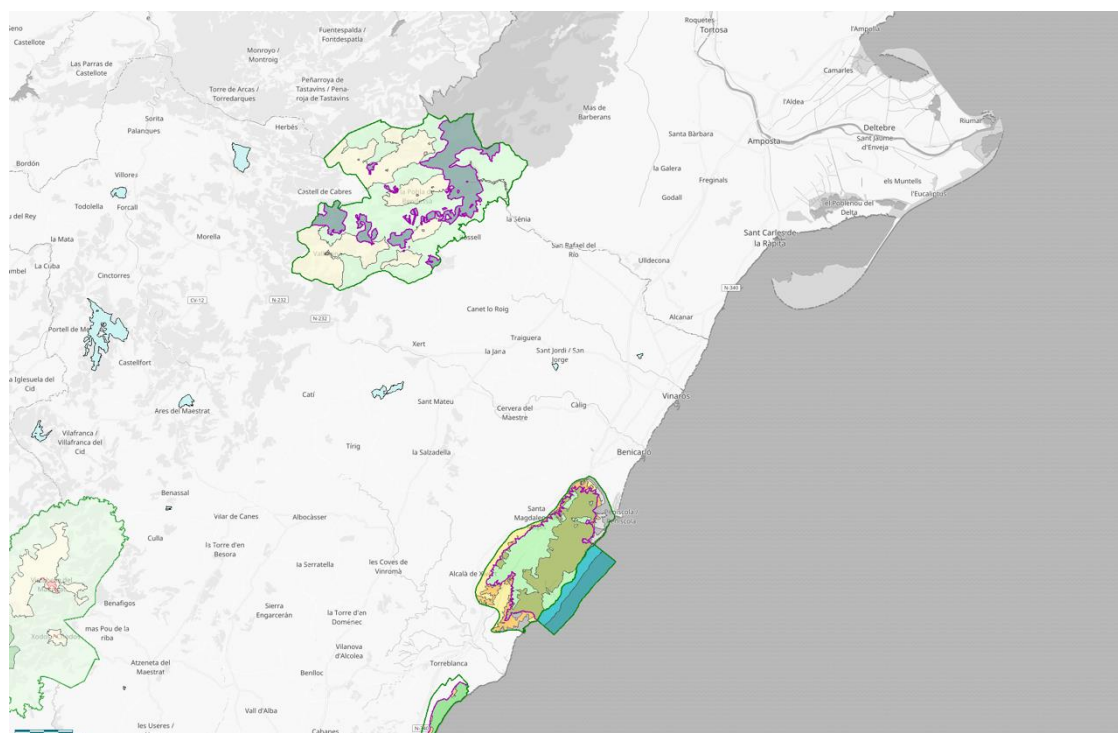 Castellote
Las Parras de
Castellote
Fuentespalda /
Fontdespatla
Monroyo /
Montroig
Peñarroya de
Tastavins / Pena-
roja de Tastavins
Torre de Arcas /
Torredarques
Sorita
Palanques
Herbés
Roquetes
Tortosa
l'Ampolla
Camarles
l'Aldea
Deltebre
Riumar
Sant Jaume
d'Enveja
Amposta
Mas de
Barberans
Santa Bàrbara
la Galera
Freginals
Godall
els Muntells
l'Eucaliptus
el Poblenou del
Delta
Sant Carles de
la Ràpita
Bordón
Villores
Todolella
Forcall
Castell de Cabres
la Sénia
la Mata
Morella
San Rafael del
Río
Ulldecona
La Cuba
Cinctorres
CV-12
N-232
N-232
N-340
Canet lo Roig
Alcanar
Portell de
Castellfort
Xert
Traiguera
la Jana
Sant Jordi / San
Jorge
Iglesuela del
Cid
Ares del Maestrat
Catí
Sant Mateu
Cervera del
Maestre
Càlig
Vinaròs
Vilafranca /
Villafranca del
Cid
Tírig
la Salzadella
Benicarló
Benassal
Vilar de Canes
Albocàsser
Santa
Culla
la Torre d'en
Besora
la Serratella
les Coves de
Vinromà
Alcalà de
Benafigos
Sierra
Engarcerán
la Torre d'en
Doménec
mas Pou de la
riba
Vilanova
d'Alcolea
Atzeneta del
Maestrat
Benlloc
Torreblanca
Vall d'Alba
les Useres /
Cabanes